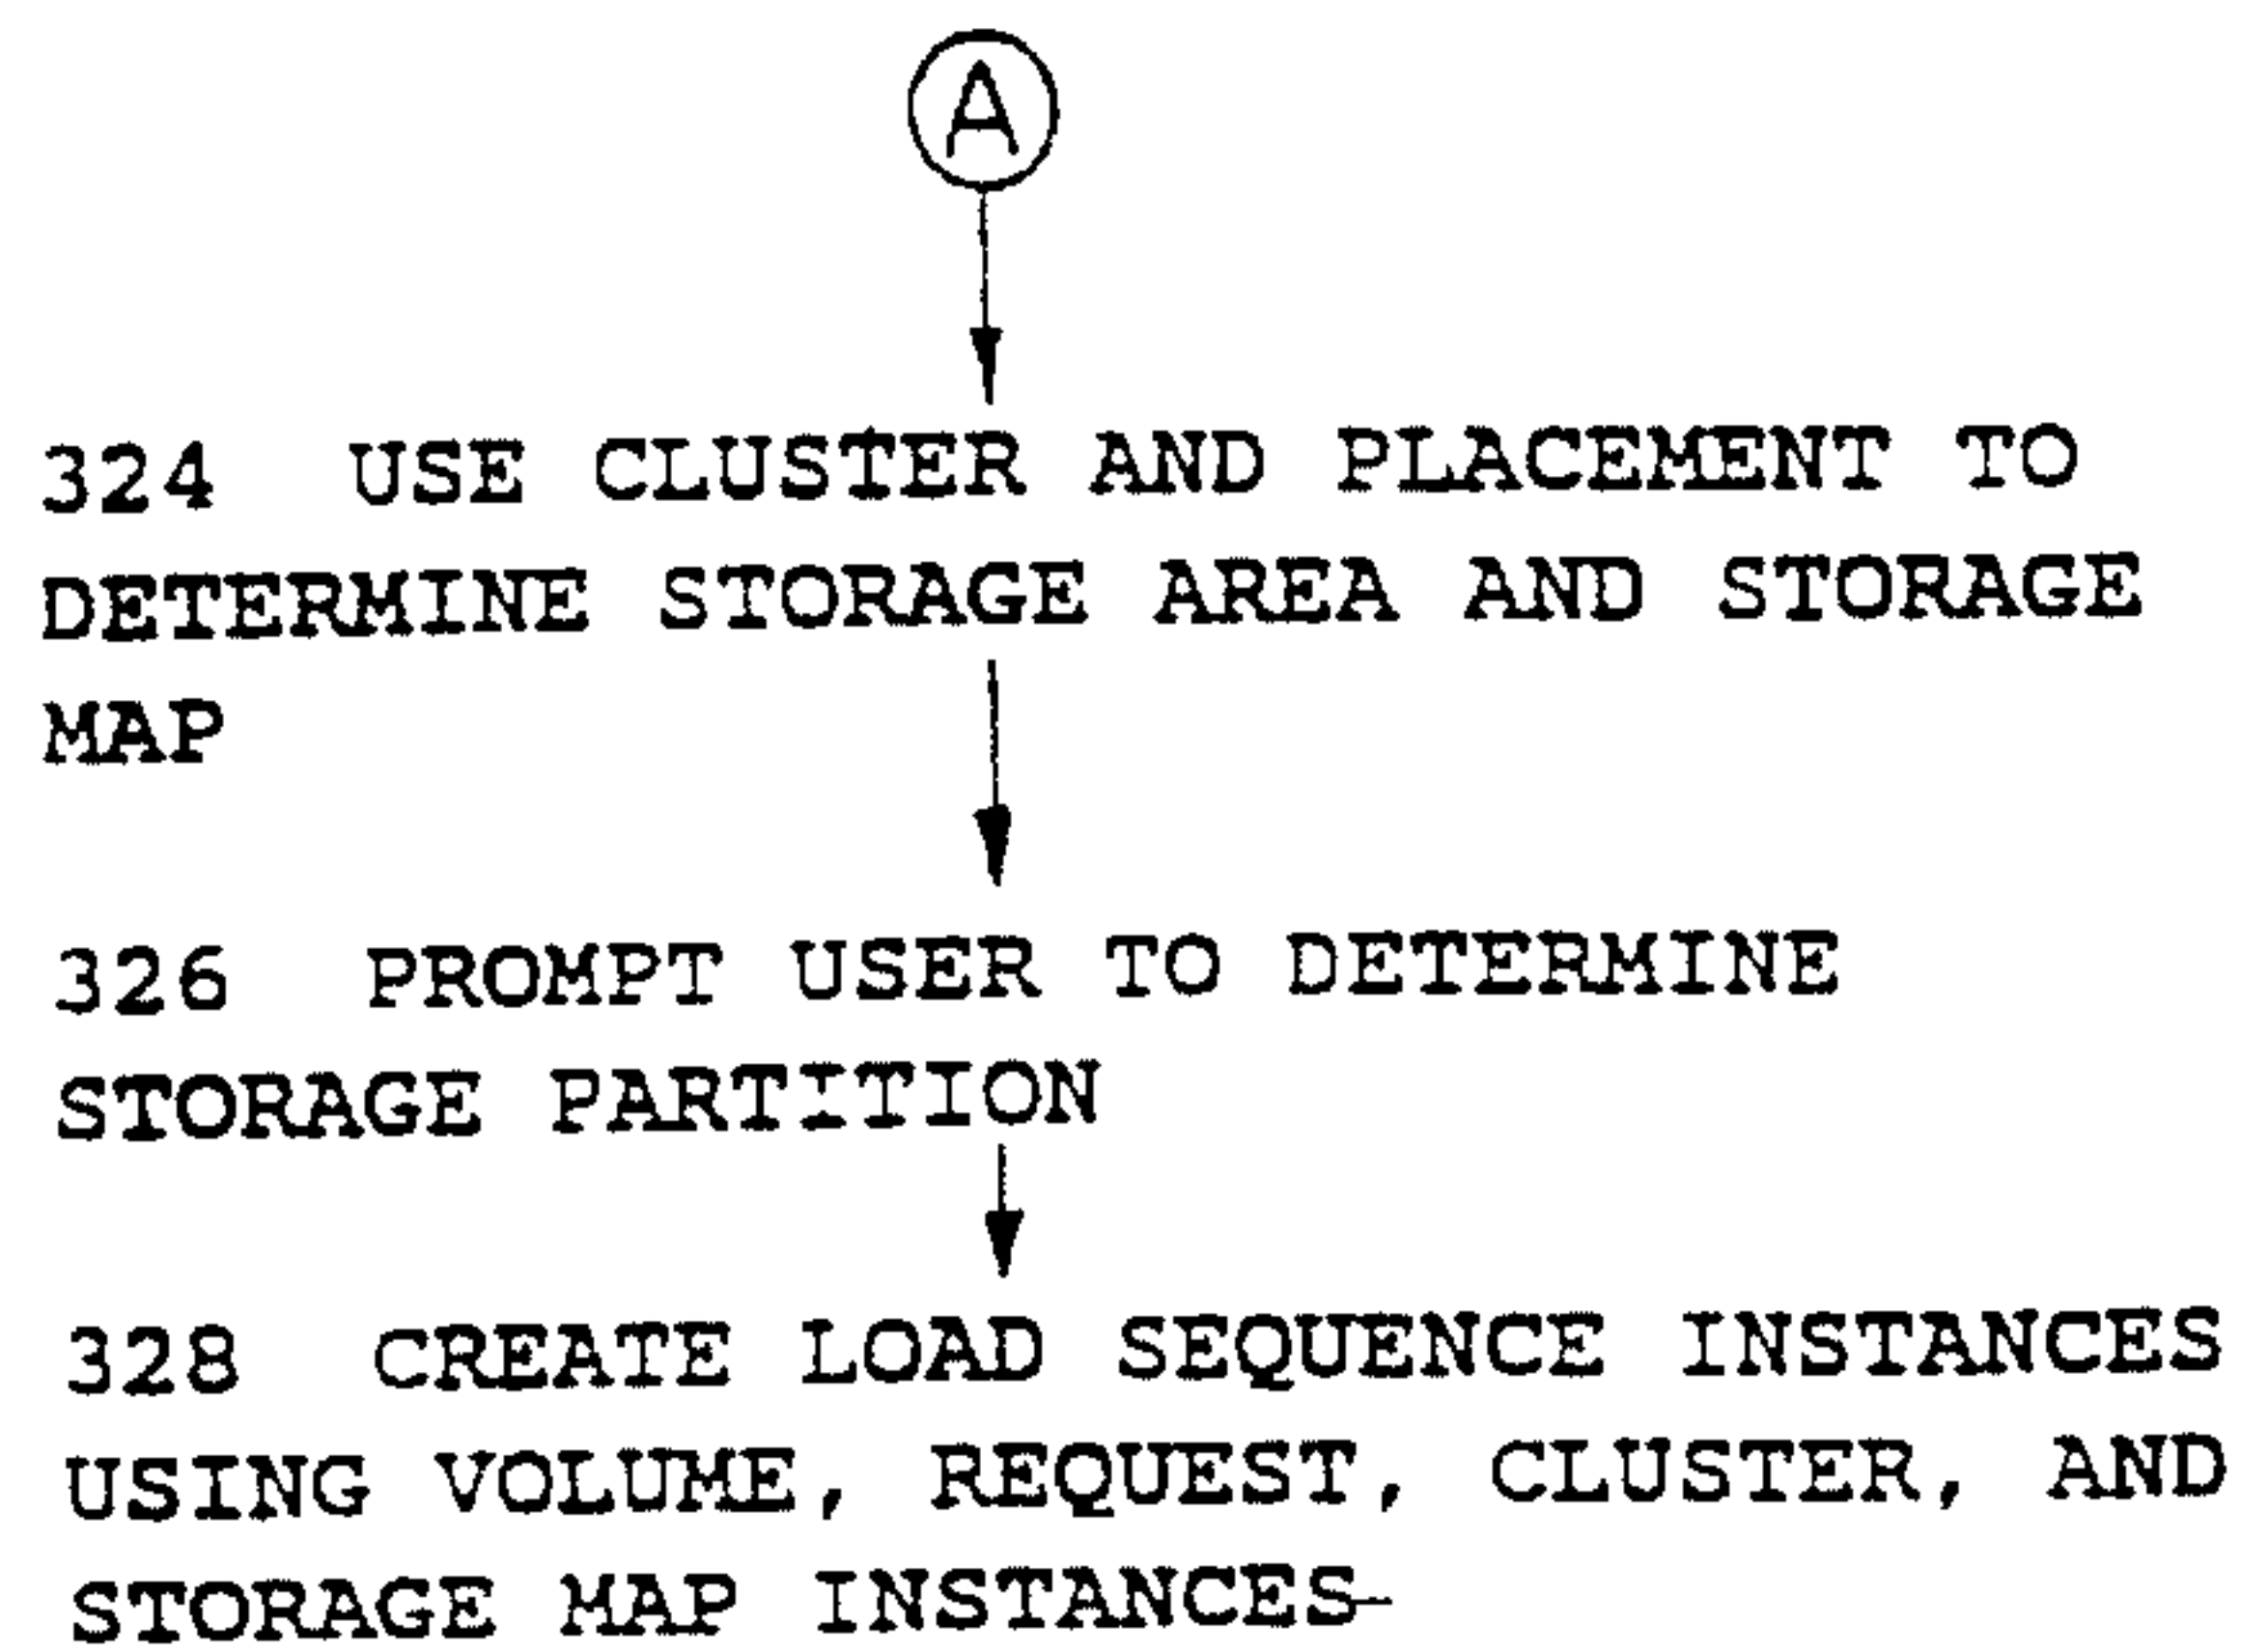 A
324 USE CLUSTER AND PLACEMENT TO
DETERMINE STORAGE AREA AND STORAGE
MAP
326 PROMPT USER TO DETERMINE
STORAGE PARTITION
328 CREATE LOAD SEQUENCE INSTANCES
USING VOLUME, REQUEST, CLUSTER, AND
STORAGE MAP INSTANCES